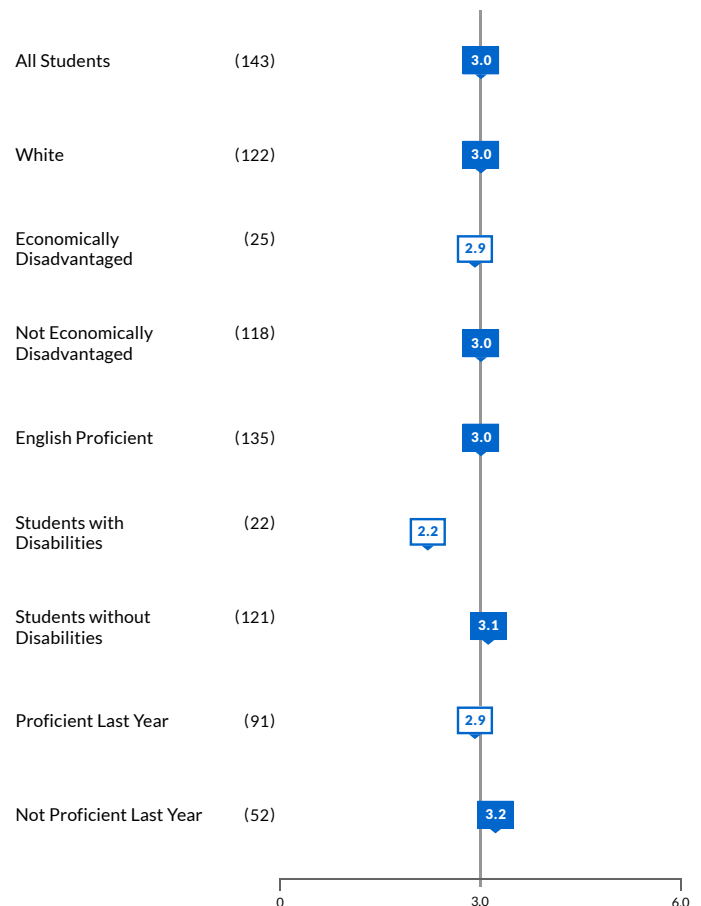 All Students (143) 3.0
White (122) 3.0
Economically (25)
Disadvantaged
2.9
Not Economically (118)
Disadvantaged
3.0
English Proficient (135) 3.0
Students with (22)
Disabilities
2.2
Students without (121)
Disabilities
3.1
Proficient Last Year (91) 2.9
Not Proficient Last Year (52) 3.2
0 3.0 6.0